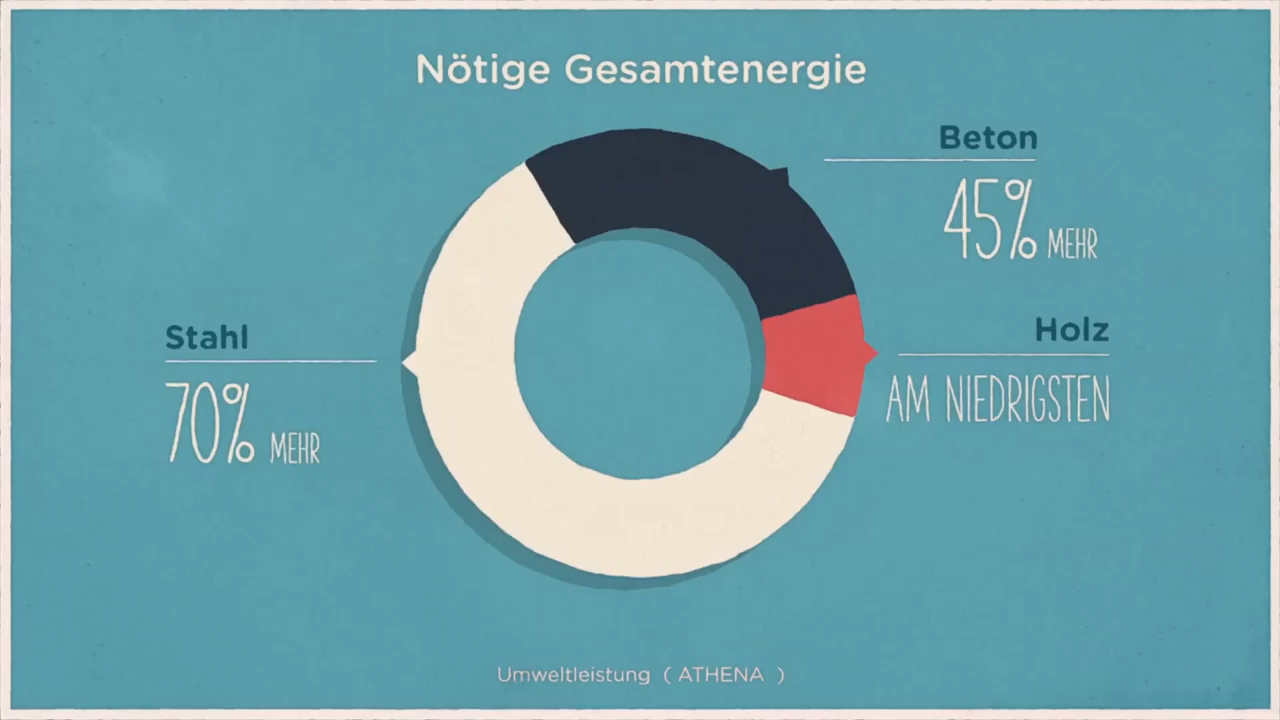 Nötige Gesamtenergie
Beton
45% MEHR
Stahl
70% MEHR
Holz
AM NIEDRIGSTEN
Umweltleistung ( ATHENA )